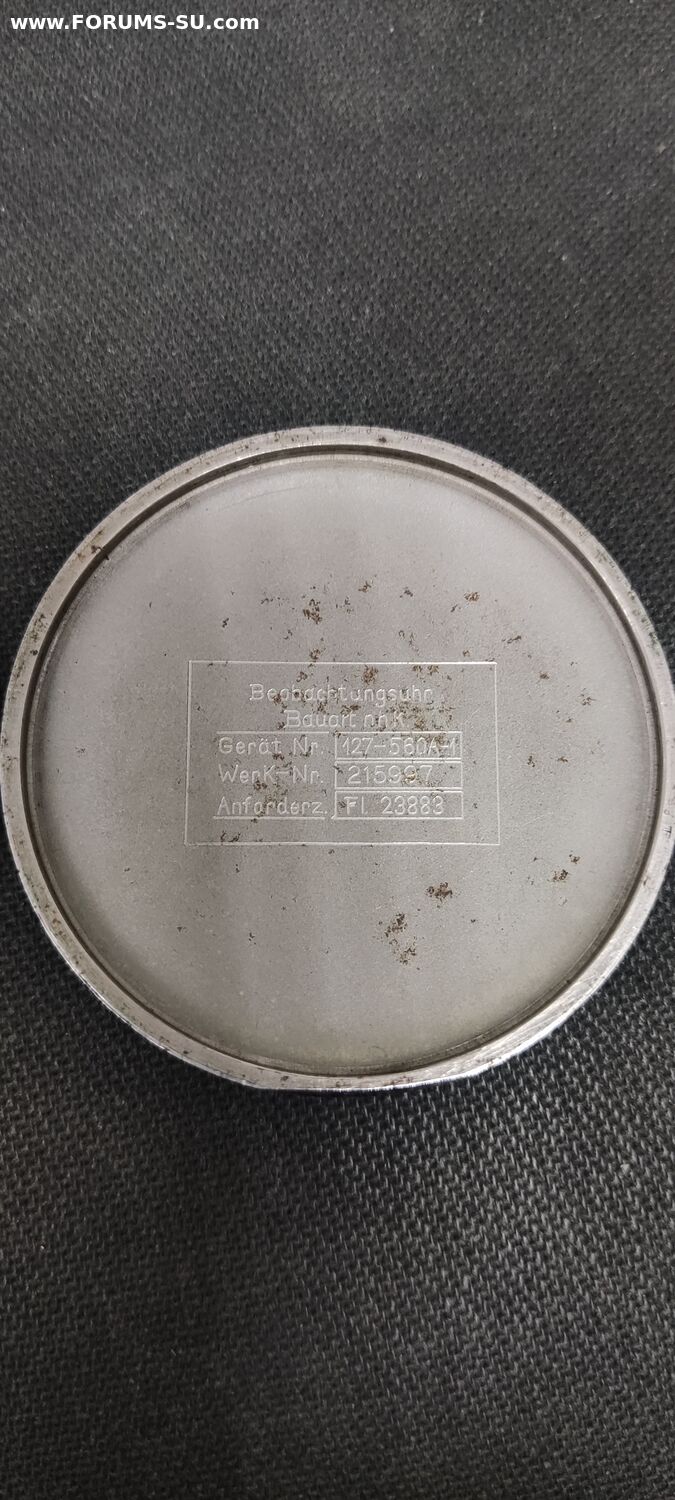 www.FORUMS-SU.com
Beobachtungsuhr
Bauart
Gerät Nr. 127-560A-1
Werk-Nr. 215997
Anforderz. Fl. 23883